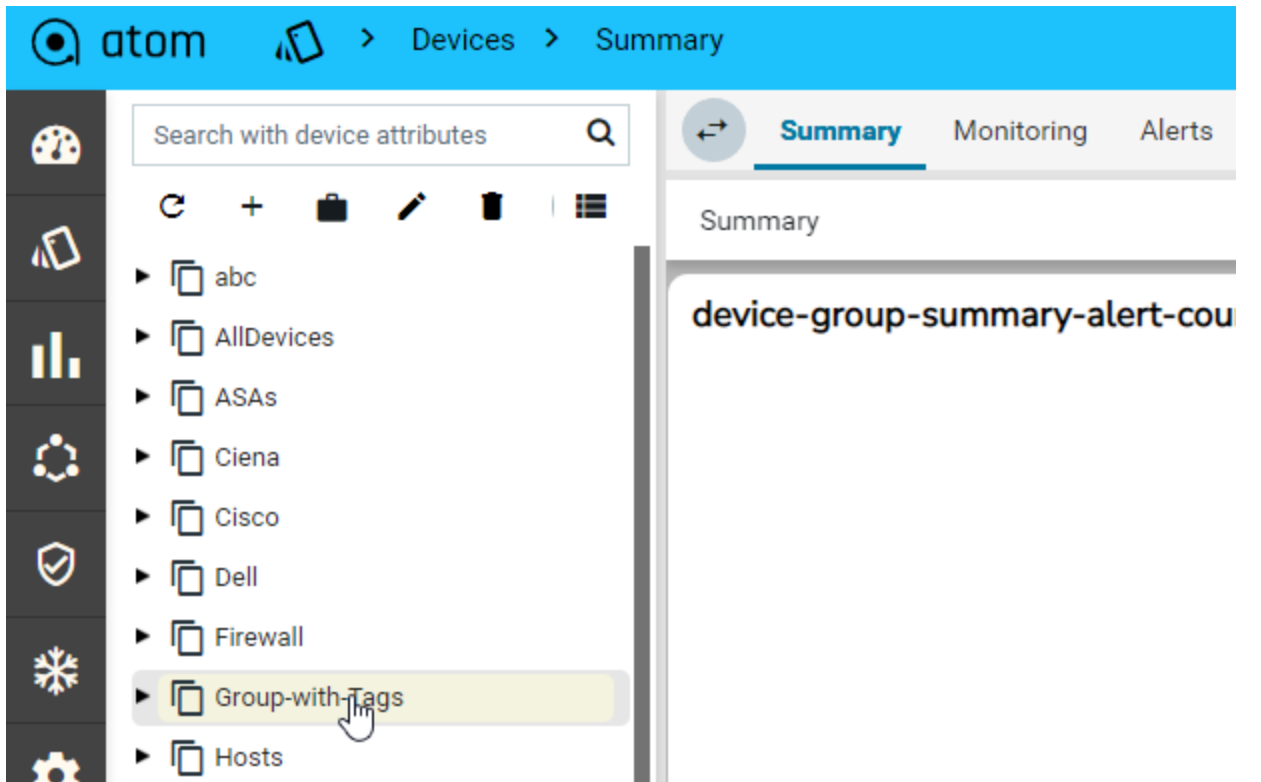 atom > Devices > Summary
Search with device attributes
Summary Monitoring Alerts
Summary
abc
AllDevices
ASAs
Ciena
Cisco
Dell
Firewall
Group-with-Tags
Hosts
device-group-summary-alert-cou